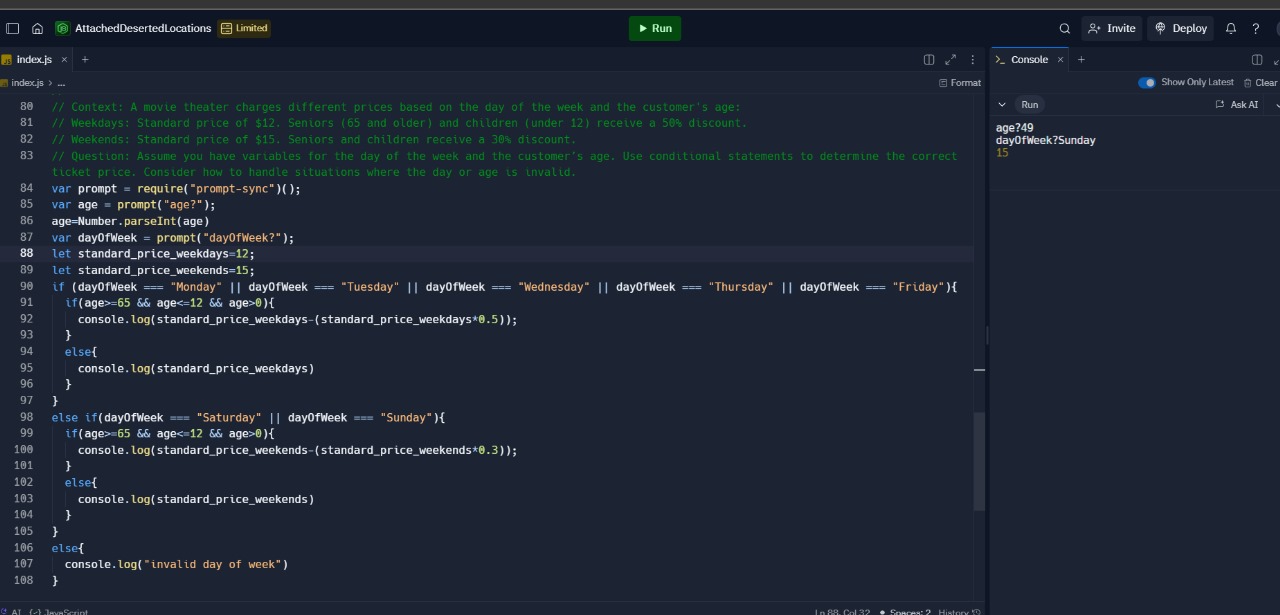 AttachedDesertedLocations Limited Run Invite Deploy
index.js × + Console × +
index.js > ... Format Show Only Latest Clear
Run Ask AI
80 // Context: A movie theater charges different prices based on the day of the week and the customer's age:
81 // Weekdays: Standard price of $12. Seniors (65 and older) and children (under 12) receive a 50% discount.
82 // Weekends: Standard price of $15. Seniors and children receive a 30% discount.
83 // Question: Assume you have variables for the day of the week and the customer's age. Use conditional statements to determine the correct
ticket price. Consider how to handle situations where the day or age is invalid.
84 var prompt = require("prompt-sync")();
85 var age = prompt("age?");
86 age=Number.parseInt(age)
87 var dayOfWeek = prompt("dayOfWeek?");
88 let standard_price_weekdays=12;
89 let standard_price_weekends=15;
90 if (dayOfWeek === "Monday" || dayOfWeek === "Tuesday" || dayOfWeek === "Wednesday" || dayOfWeek === "Thursday" || dayOfWeek === "Friday"){
91 if(age>=65 && age<=12 && age>0){
92 console.log(standard_price_weekdays-(standard_price_weekdays*0.5));
93 }
94 else{
95 console.log(standard_price_weekdays)
96 }
97 }
98 else if(dayOfWeek === "Saturday" || dayOfWeek === "Sunday"){
99 if(age>=65 && age<=12 && age>0){
100 console.log(standard_price_weekends-(standard_price_weekends*0.3));
101 }
102 else{
103 console.log(standard_price_weekends)
104 }
105 }
106 else{
107 console.log("invalid day of week")
108 }
age?49
dayOfWeek?Sunday
15
AI {} JavaScript Ln 88, Col 32 • Spaces: 2 History